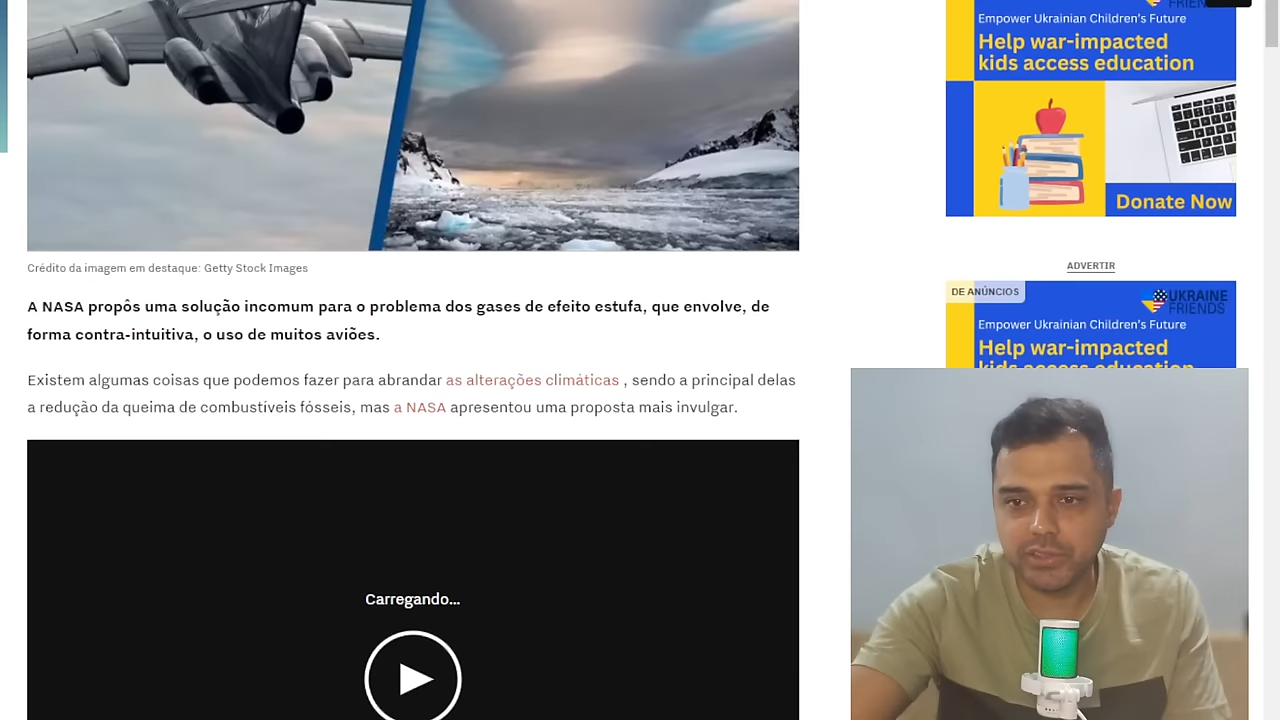 Crédito da imagem em destaque: Getty Stock Images
A NASA propôs uma solução incomum para o problema dos gases de efeito estufa, que envolve, de
forma contra-intuitiva, o uso de muitos aviões.
Existem algumas coisas que podemos fazer para abrandar as alterações climáticas , sendo a principal delas
a redução da queima de combustíveis fósseis, mas a NASA apresentou uma proposta mais invulgar.
Carregando...
FRIEN
Empower Ukrainian Children's Future
Help war-impacted
kids access education
Donate Now
ADVERTIR
DE ANÚNCIOS
UKRAINE
FRIENDS
Empower Ukrainian Children's Future
Help war-impacted
kids access education